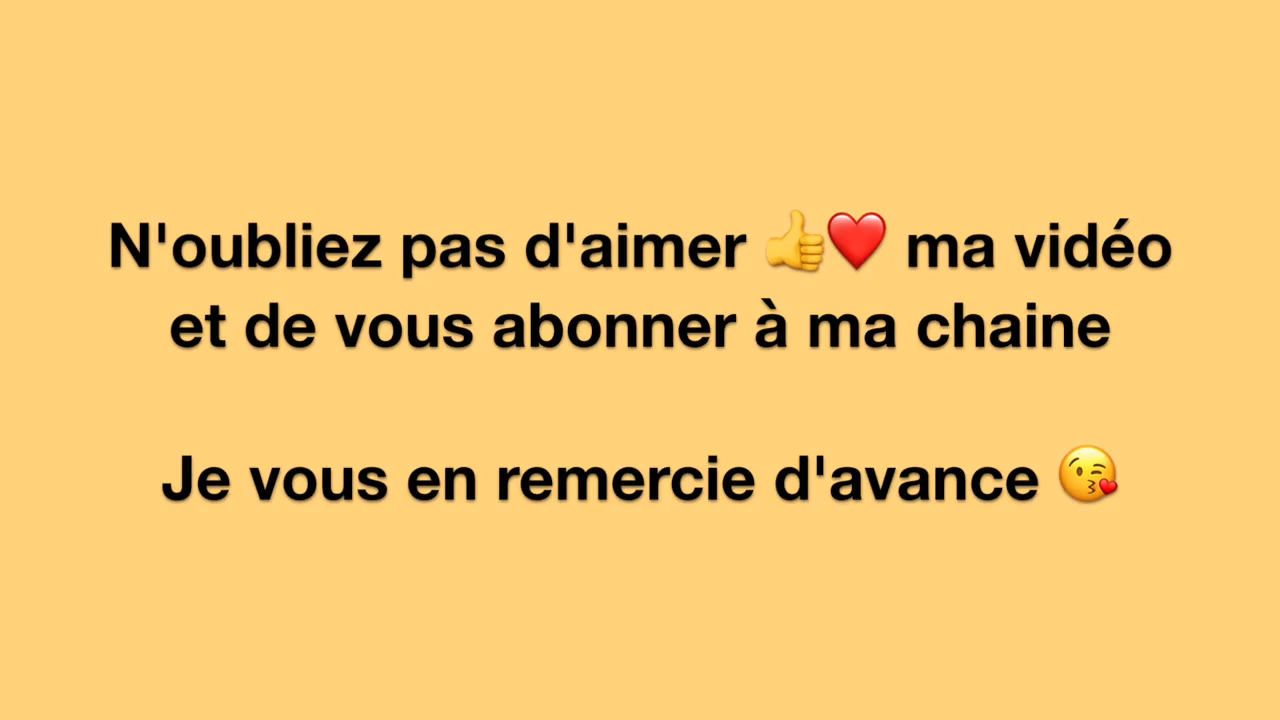 N'oubliez pas d'aimer 👍❤️ ma vidéo
et de vous abonner à ma chaine
Je vous en remercie d'avance 😘